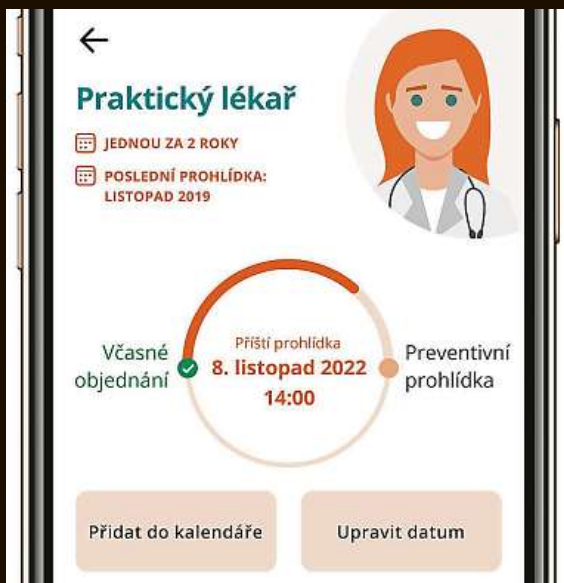 Praktický lékař
JEDNOU ZA 2 ROKY
POSLEDNÍ PROHLÍDKA:
LISTOPAD 2019
Příští prohlídka
8. listopad 2022
14:00
Včasné
objednání
Preventivní
prohlídka
Přidat do kalendáře
Upravit datum